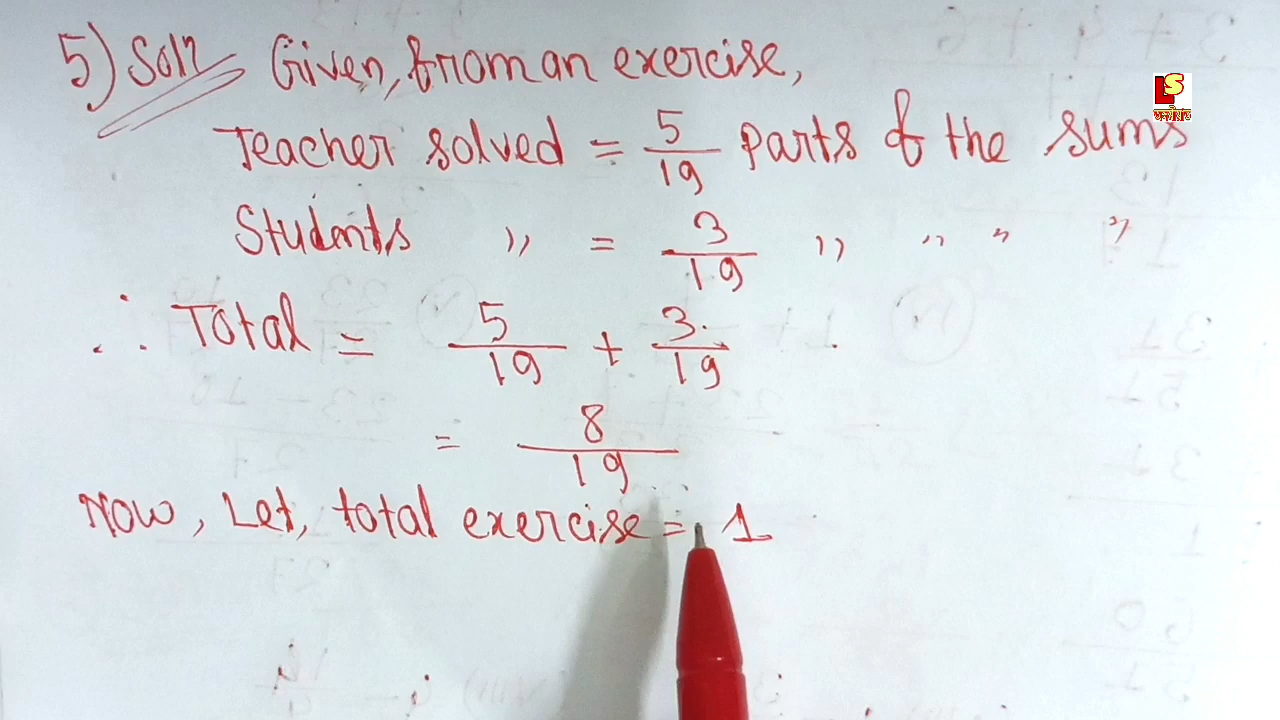 5) Soln Given, from an exercise,
Teacher solved = 5/19 parts of the sums
Students " = 3/19 " " " "
∴ Total = 5/19 + 3/19
= 8/19
Now, Let, total exercise = 1
LS